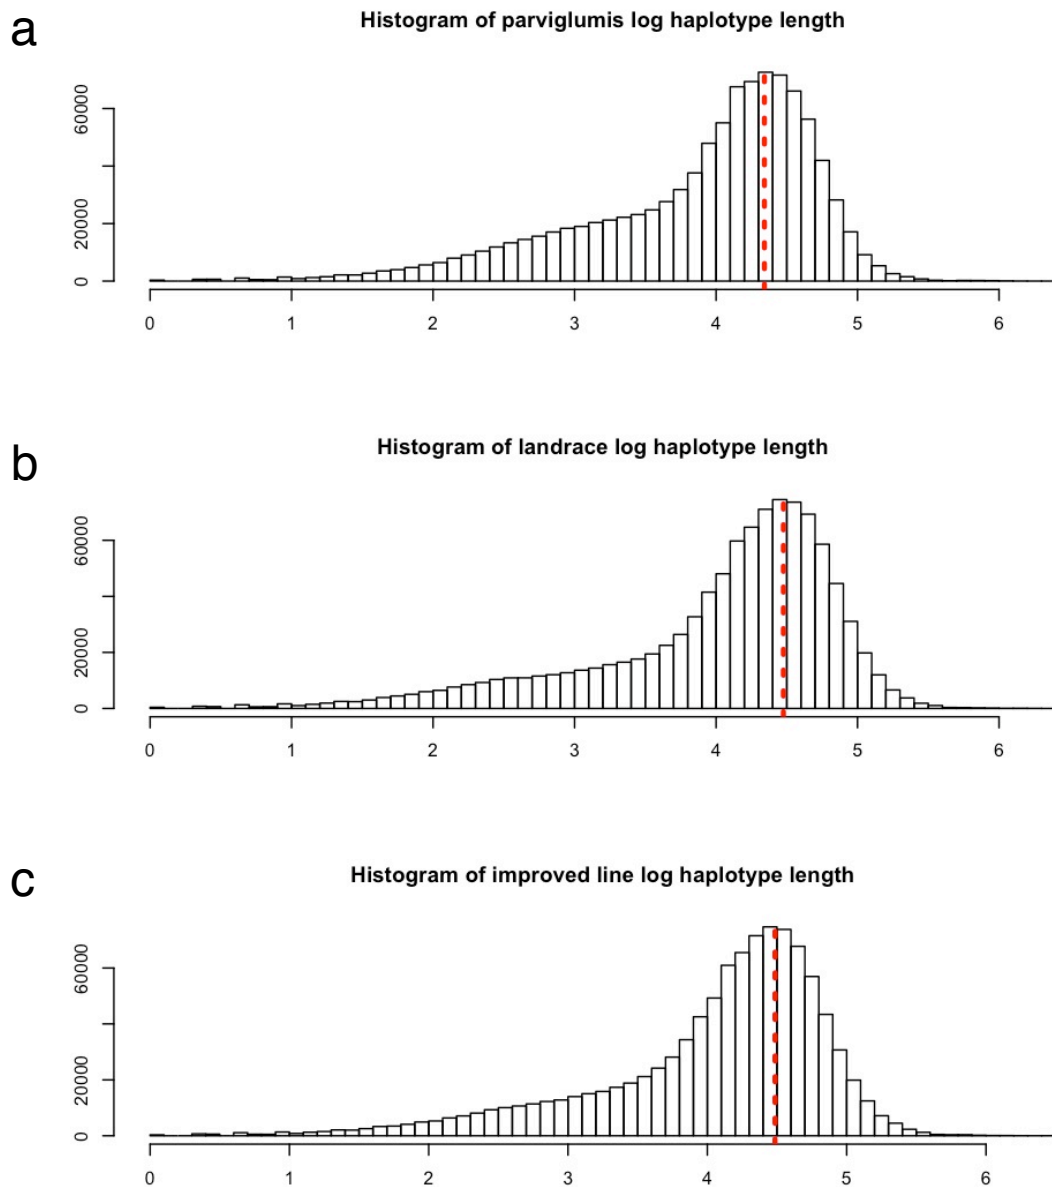 a
Histogram of parviglumis log haplotype length
60000
20000
0
0 1 2 3 4 5 6
b
Histogram of landrace log haplotype length
60000
20000
0
0 1 2 3 4 5 6
c
Histogram of improved line log haplotype length
60000
20000
0
0 1 2 3 4 5 6